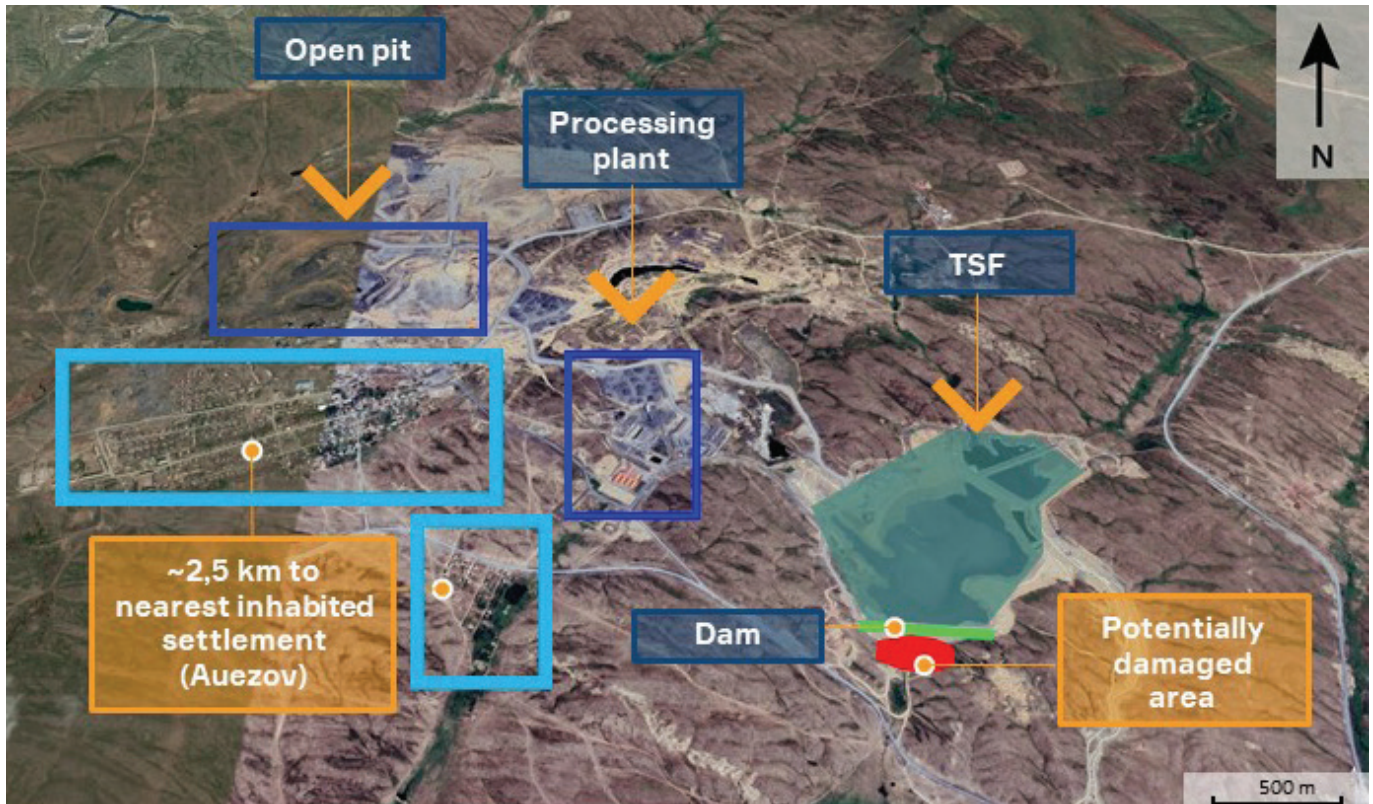 Open pit
Processing
plant
N
TSF
~2,5 km to
nearest inhabited
settlement
(Auezov)
Dam
Potentially
damaged
area
500 m